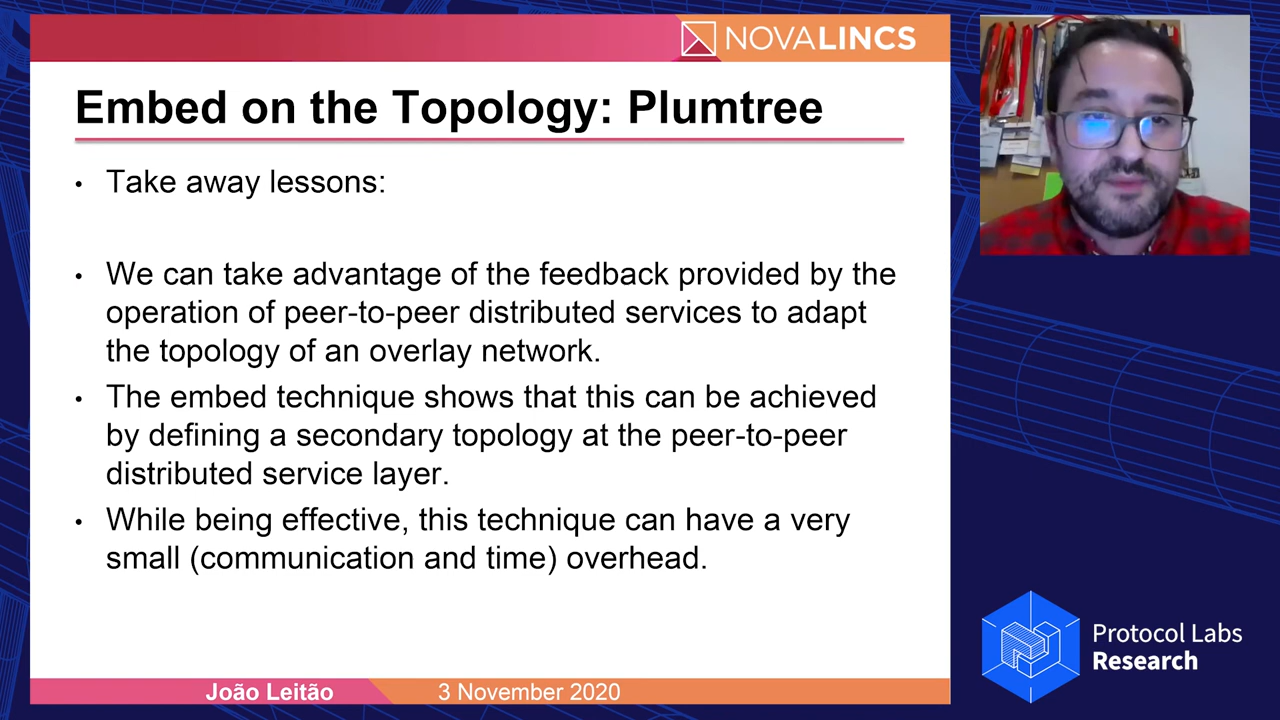 NOVALINCS
Embed on the Topology: Plumtree
• Take away lessons:
• We can take advantage of the feedback provided by the
operation of peer-to-peer distributed services to adapt
the topology of an overlay network.
• The embed technique shows that this can be achieved
by defining a secondary topology at the peer-to-peer
distributed service layer.
• While being effective, this technique can have a very
small (communication and time) overhead.
João Leitão
3 November 2020
Protocol Labs
Research